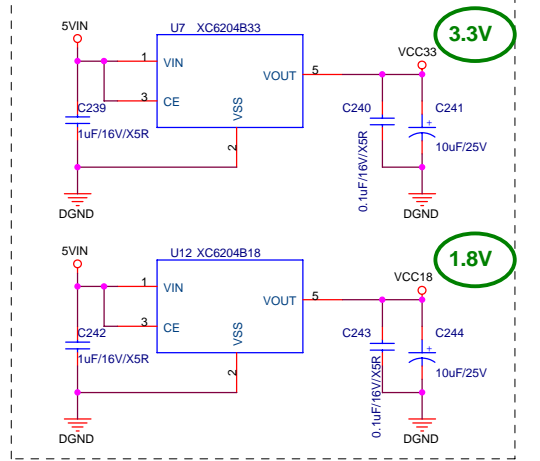 5VIN
U7 XC6204B33
3.3V
VCC33
1
VIN
VOUT
5
3
CE
VSS
2
C239
1uF/16V/X5R
C240
0.1uF/16V/X5R
C241
+
10uF/25V
DGND
DGND
5VIN
U12 XC6204B18
1.8V
VCC18
1
VIN
VOUT
5
3
CE
VSS
2
C242
1uF/16V/X5R
C243
0.1uF/16V/X5R
C244
+
10uF/25V
DGND
DGND